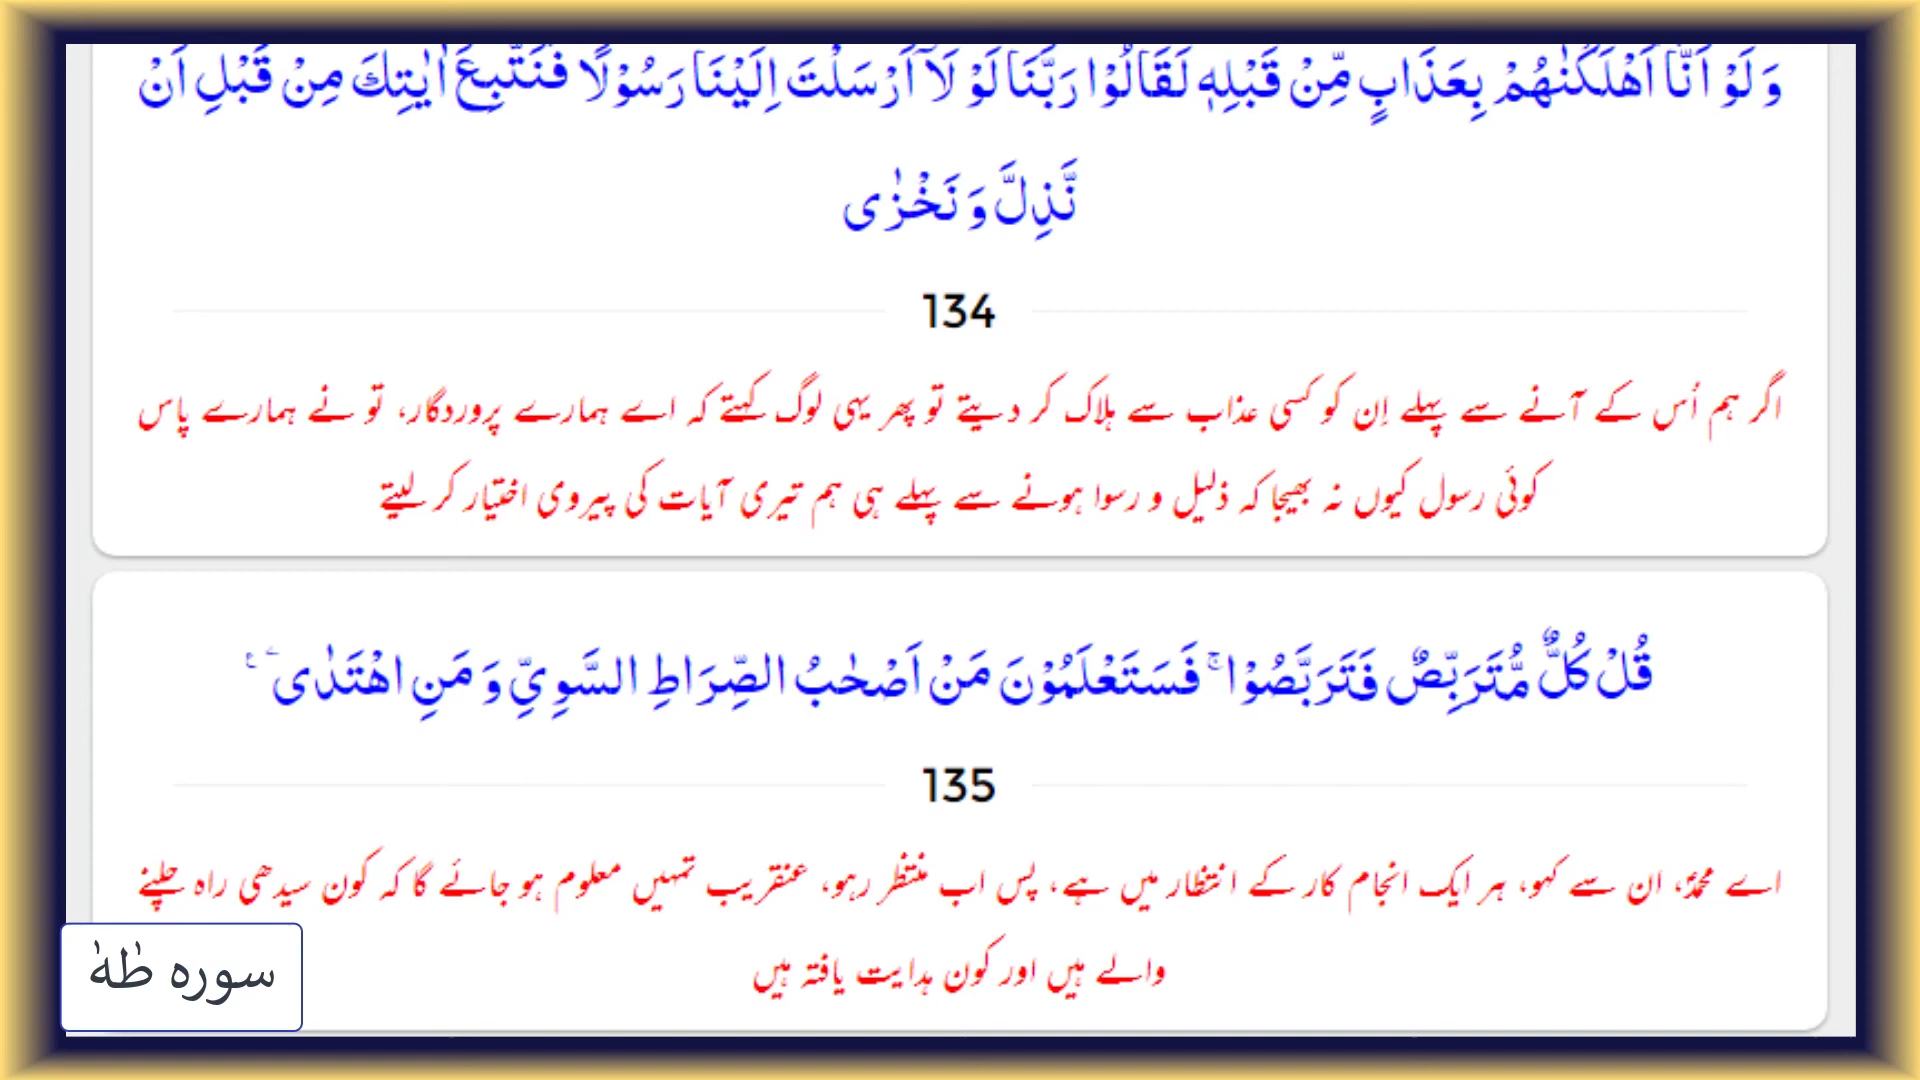 وَ لَوۡ اَنَّاۤ اَهۡلَكۡنٰهُمۡ بِعَذَابٍ مِّنۡ قَبۡلِهٖ لَقَالُوۡا رَبَّنَا لَوۡ لَاۤ اَرۡسَلۡتَ اِلَيۡنَا رَسُوۡلًا فَنَتَّبِعَ اٰيٰتِكَ مِنۡ قَبۡلِ اَنۡ
نَّذِلَّ وَ نَخۡزٰى
134
اگر ہم اُس کے آنے سے پہلے اِن کو کسی عذاب سے ہلاک کر دیتے تو پھر یہی لوگ کہتے کہ اے ہمارے پروردگار، تو نے ہمارے پاس
کوئی رسول کیوں نہ بھیجا کہ ذلیل و رسوا ہونے سے پہلے ہی ہم تیری آیات کی پیروی اختیار کر لیتے
قُلۡ كُلٌّ مُّتَرَبِّصٌ فَتَرَبَّصُوۡا ۚ فَسَتَعۡلَمُوۡنَ مَنۡ اَصۡحٰبُ الصِّرَاطِ السَّوِىِّ وَ مَنِ اهۡتَدٰى
135
اے محمدؐ، ان سے کہو، ہر ایک انجام کار کے انتظار میں ہے، پس اب منتظر رہو، عنقریب تمہیں معلوم ہو جائے گا کہ کون سیدھی راہ چلنے
والے ہیں اور کون ہدایت یافتہ ہیں
سورہ طٰهٰ